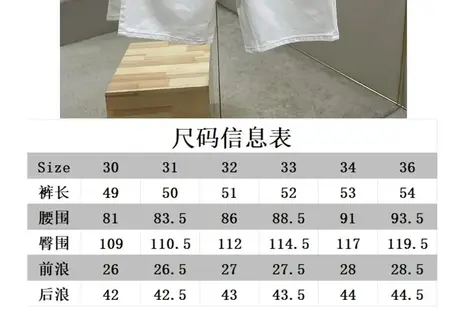 尺码信息表
Size 30 31 32 33 34 36
裤长 49 50 51 52 53 54
腰围 81 83.5 86 88.5 91 93.5
臀围 109 110.5 112 114.5 117 119.5
前浪 26 26.5 27 27.5 28 28.5
后浪 42 42.5 43 43.5 44 44.5